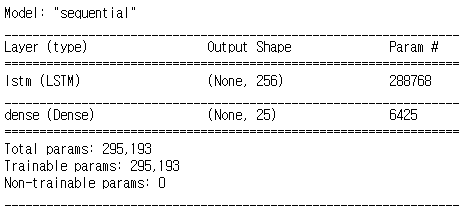 Model: "sequential"
_________________________________________________________________
Layer (type)                 Output Shape              Param #
=================================================================
lstm (LSTM)                  (None, 256)               288768
_________________________________________________________________
dense (Dense)                (None, 25)                6425
=================================================================
Total params: 295,193
Trainable params: 295,193
Non-trainable params: 0
_________________________________________________________________